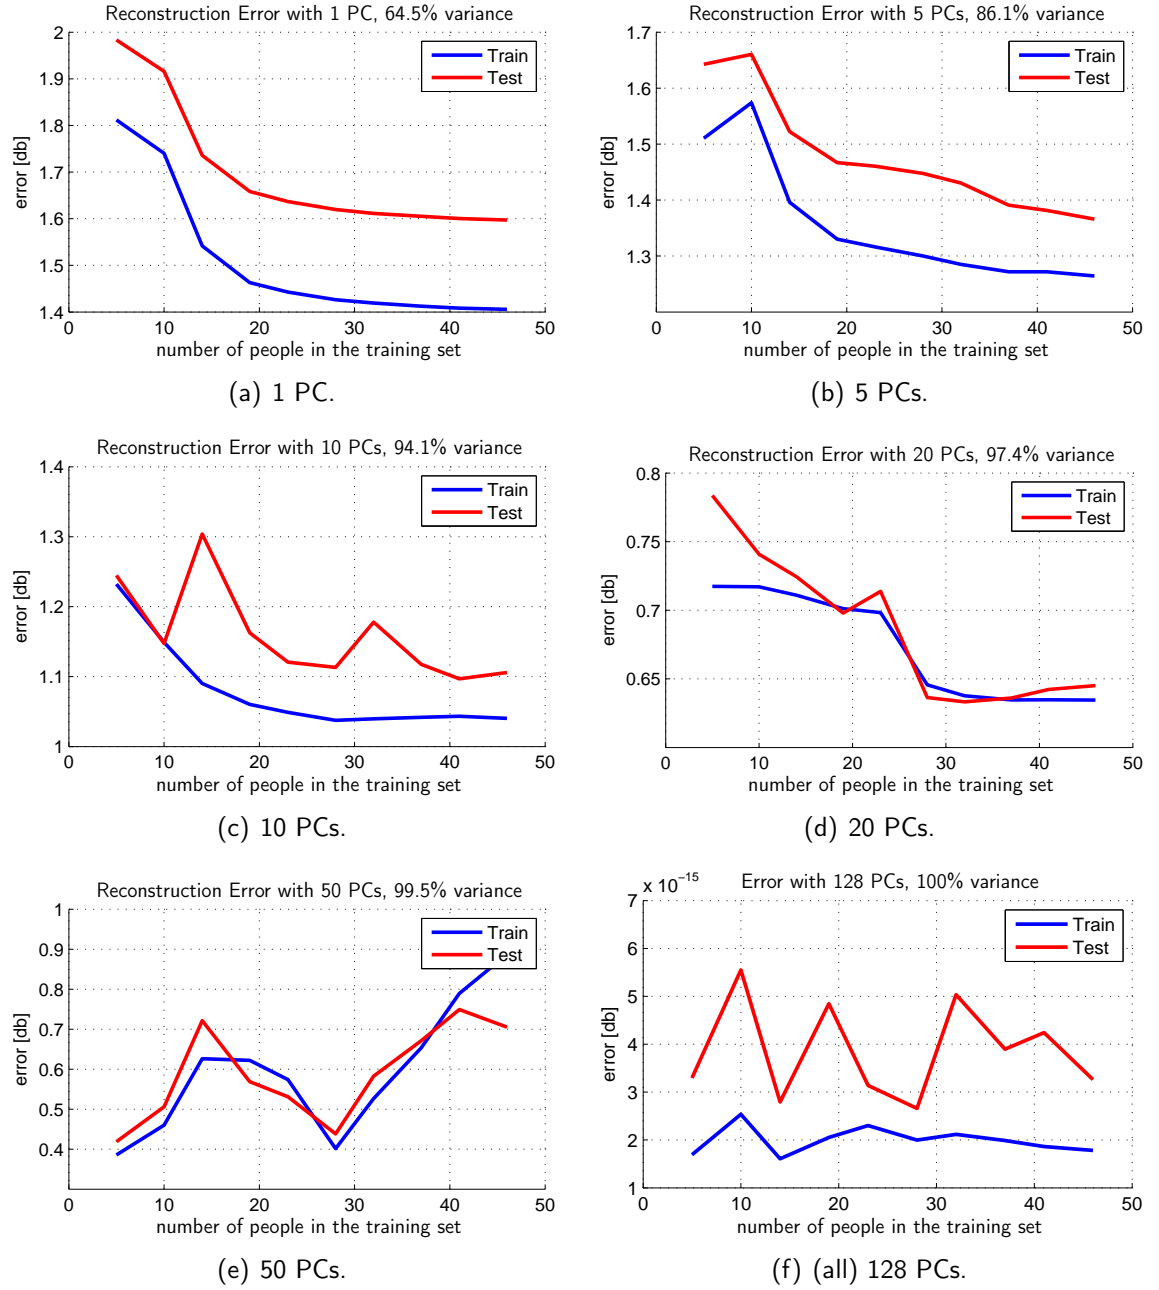 Reconstruction Error with 1 PC, 64.5% variance
2
1.9
1.8
1.7
1.6
1.5
1.4
error [db]
Train
Test
0 10 20 30 40 50
number of people in the training set
(a) 1 PC.
Reconstruction Error with 5 PCs, 86.1% variance
1.7
1.6
1.5
1.4
1.3
error [db]
Train
Test
0 10 20 30 40 50
number of people in the training set
(b) 5 PCs.
Reconstruction Error with 10 PCs, 94.1% variance
1.4
1.3
1.2
1.1
1
error [db]
Train
Test
0 10 20 30 40 50
number of people in the training set
(c) 10 PCs.
Reconstruction Error with 20 PCs, 97.4% variance
0.8
0.75
0.7
0.65
error [db]
Train
Test
0 10 20 30 40 50
number of people in the training set
(d) 20 PCs.
Reconstruction Error with 50 PCs, 99.5% variance
1
0.9
0.8
0.7
0.6
0.5
0.4
error [db]
Train
Test
0 10 20 30 40 50
number of people in the training set
(e) 50 PCs.
Error with 128 PCs, 100% variance
x 10⁻¹⁵
7
6
5
4
3
2
1
error [db]
Train
Test
0 10 20 30 40 50
number of people in the training set
(f) (all) 128 PCs.